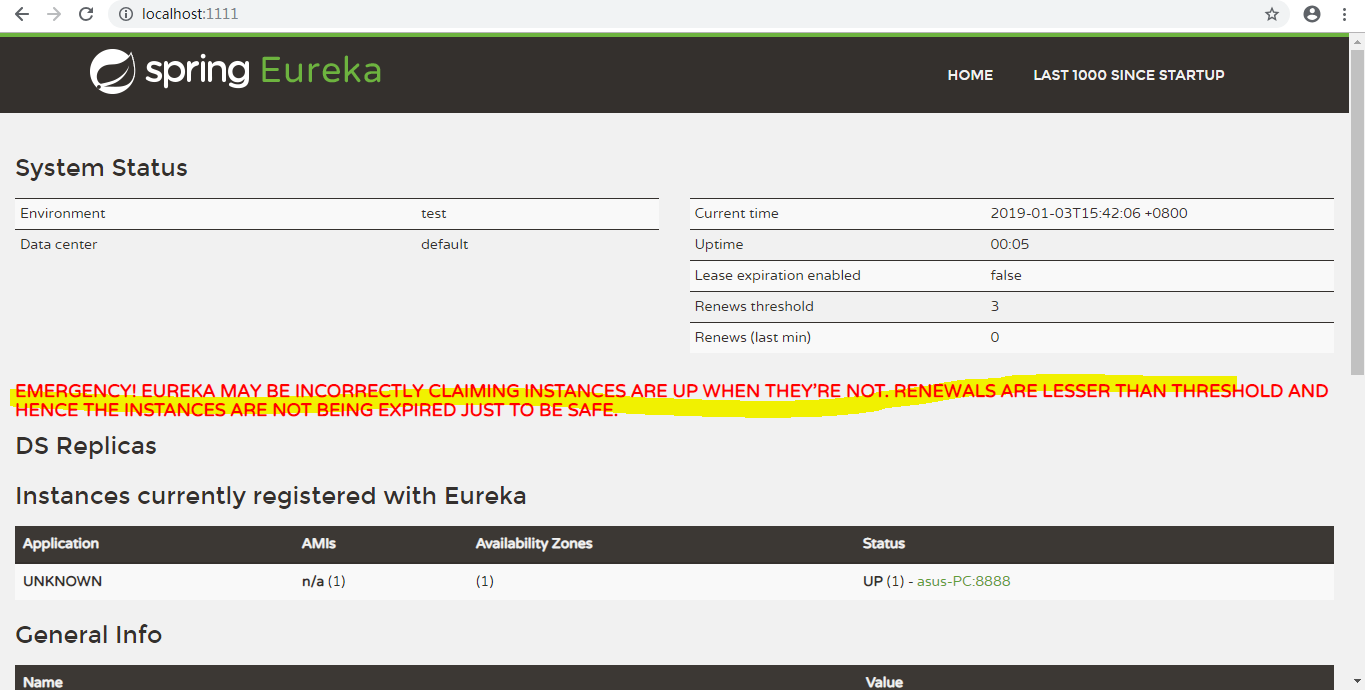 localhost:1111
spring Eureka
HOME LAST 1000 SINCE STARTUP
System Status
Environment test
Data center default
Current time 2019-01-03T15:42:06 +0800
Uptime 00:05
Lease expiration enabled false
Renews threshold 3
Renews (last min) 0
EMERGENCY! EUREKA MAY BE INCORRECTLY CLAIMING INSTANCES ARE UP WHEN THEY'RE NOT. RENEWALS ARE LESSER THAN THRESHOLD AND
HENCE THE INSTANCES ARE NOT BEING EXPIRED JUST TO BE SAFE.
DS Replicas
Instances currently registered with Eureka
Application AMIs Availability Zones Status
UNKNOWN n/a (1) (1) UP (1) - asus-PC:8888
General Info
Name Value